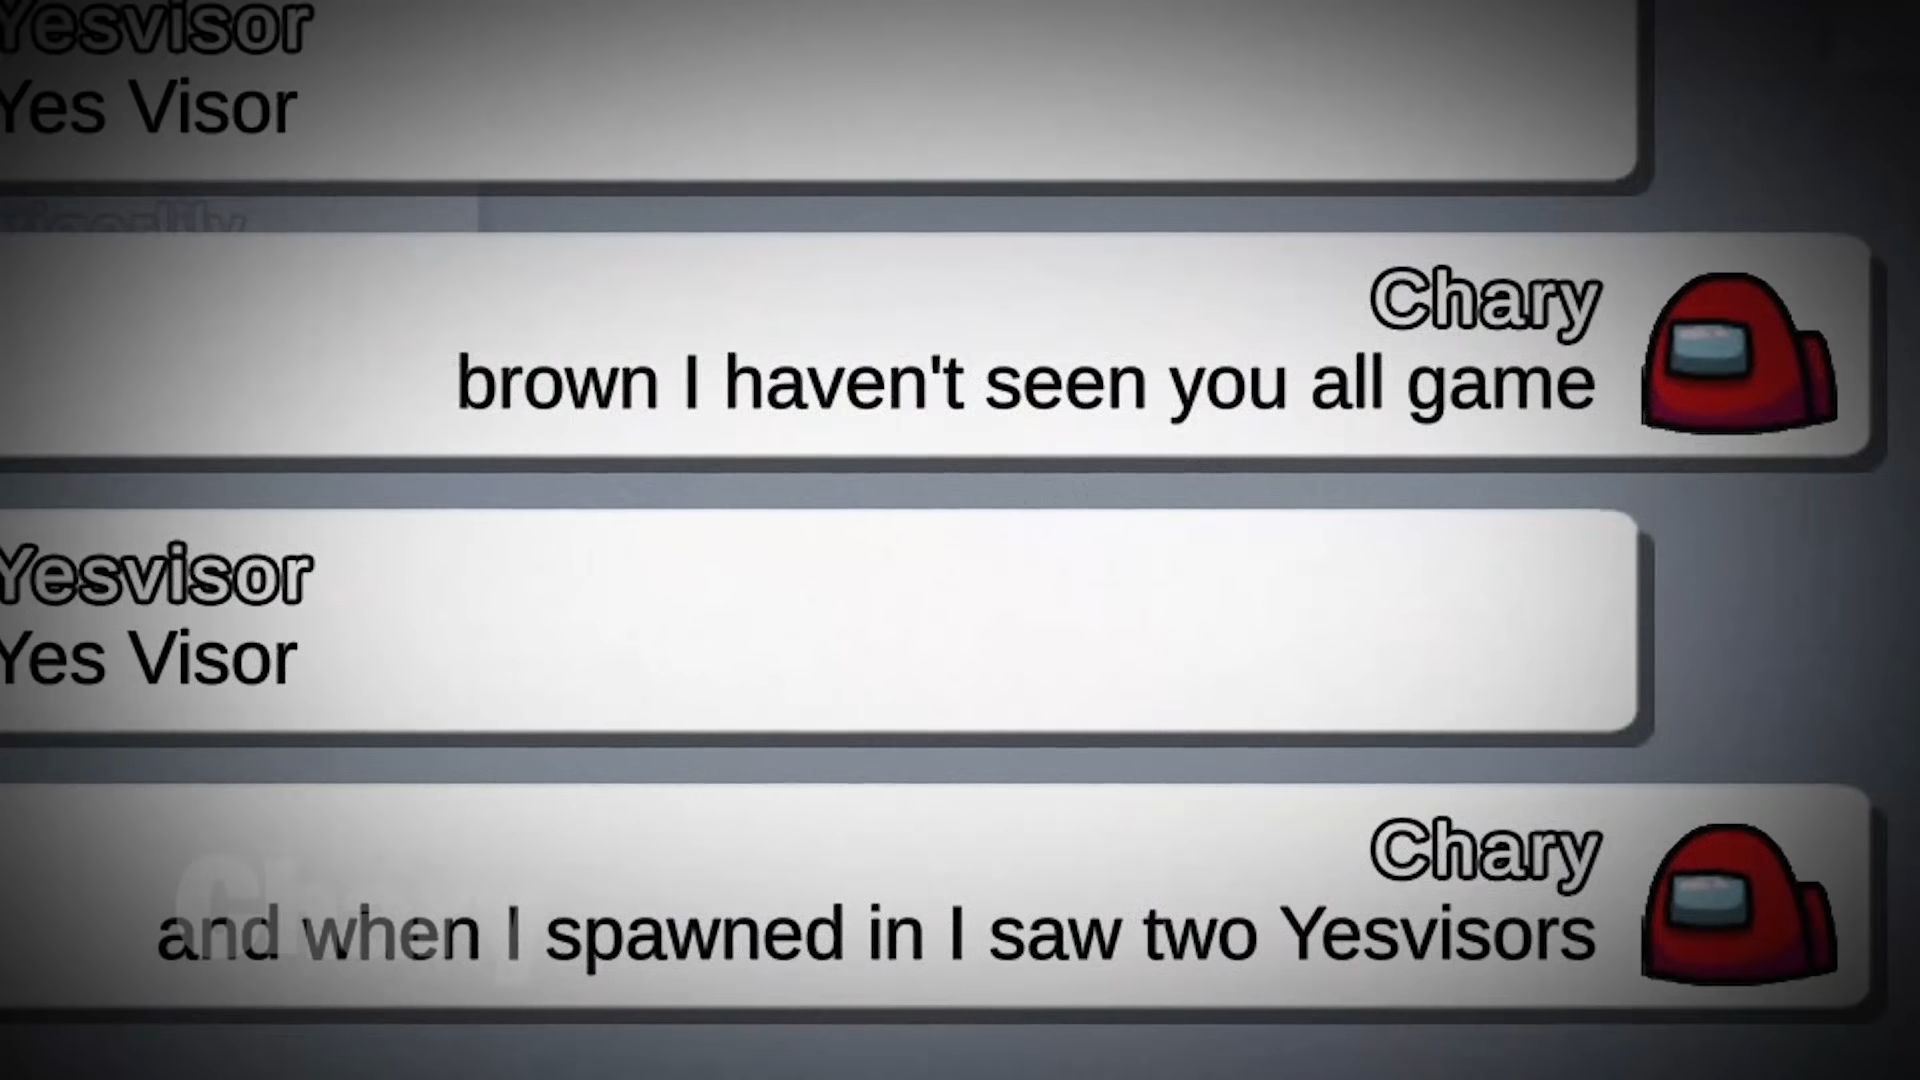 Yesvisor
Yes Visor
Chary
brown I haven't seen you all game
Yesvisor
Yes Visor
Chary
and when I spawned in I saw two Yesvisors